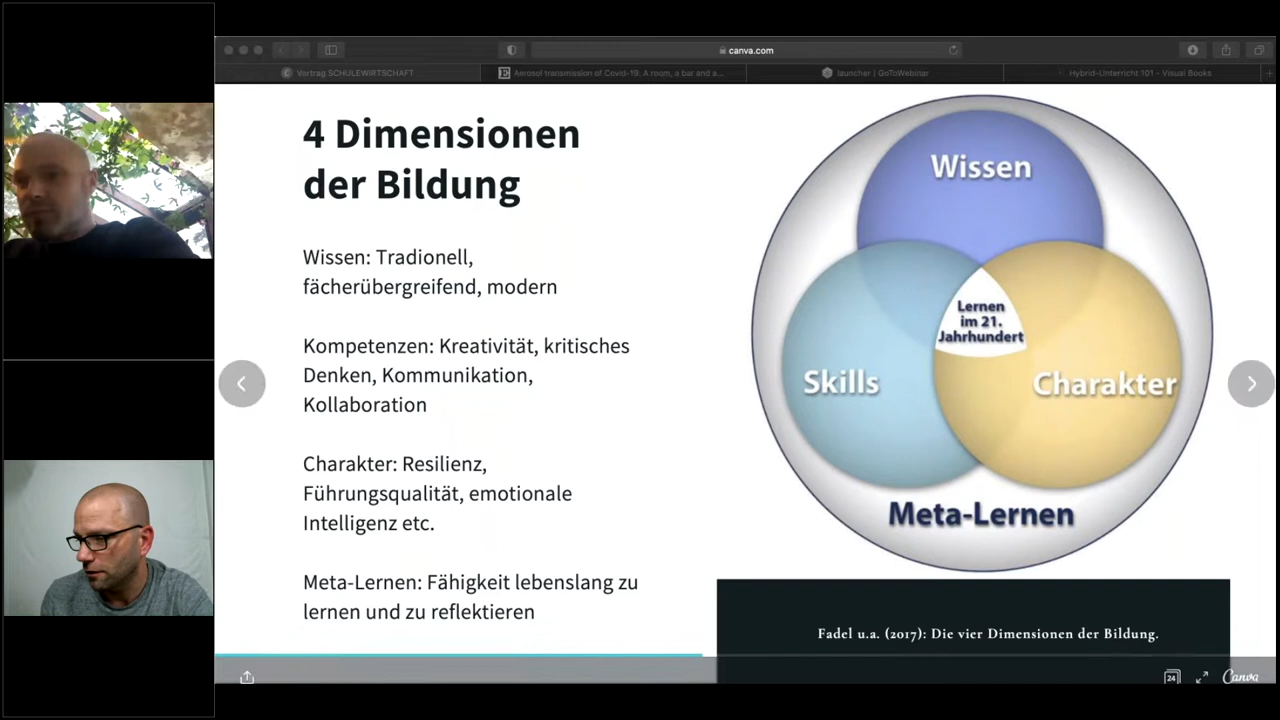 canva.com
Vortrag SCHULEWIRTSCHAFT
Aerosol transmission of Covid-19: A room, a bar and a...
launcher | GoToWebinar
Hybrid-Unterricht 101 - Visual Books
4 Dimensionen
der Bildung
Wissen: Tradionell,
fächerübergreifend, modern
Kompetenzen: Kreativität, kritisches
Denken, Kommunikation,
Kollaboration
Charakter: Resilienz,
Führungsqualität, emotionale
Intelligenz etc.
Meta-Lernen: Fähigkeit lebenslang zu
lernen und zu reflektieren
Wissen
Lernen
im 21.
Jahrhundert
Skills
Charakter
Meta-Lernen
Fadel u.a. (2017): Die vier Dimensionen der Bildung.
24
Canva